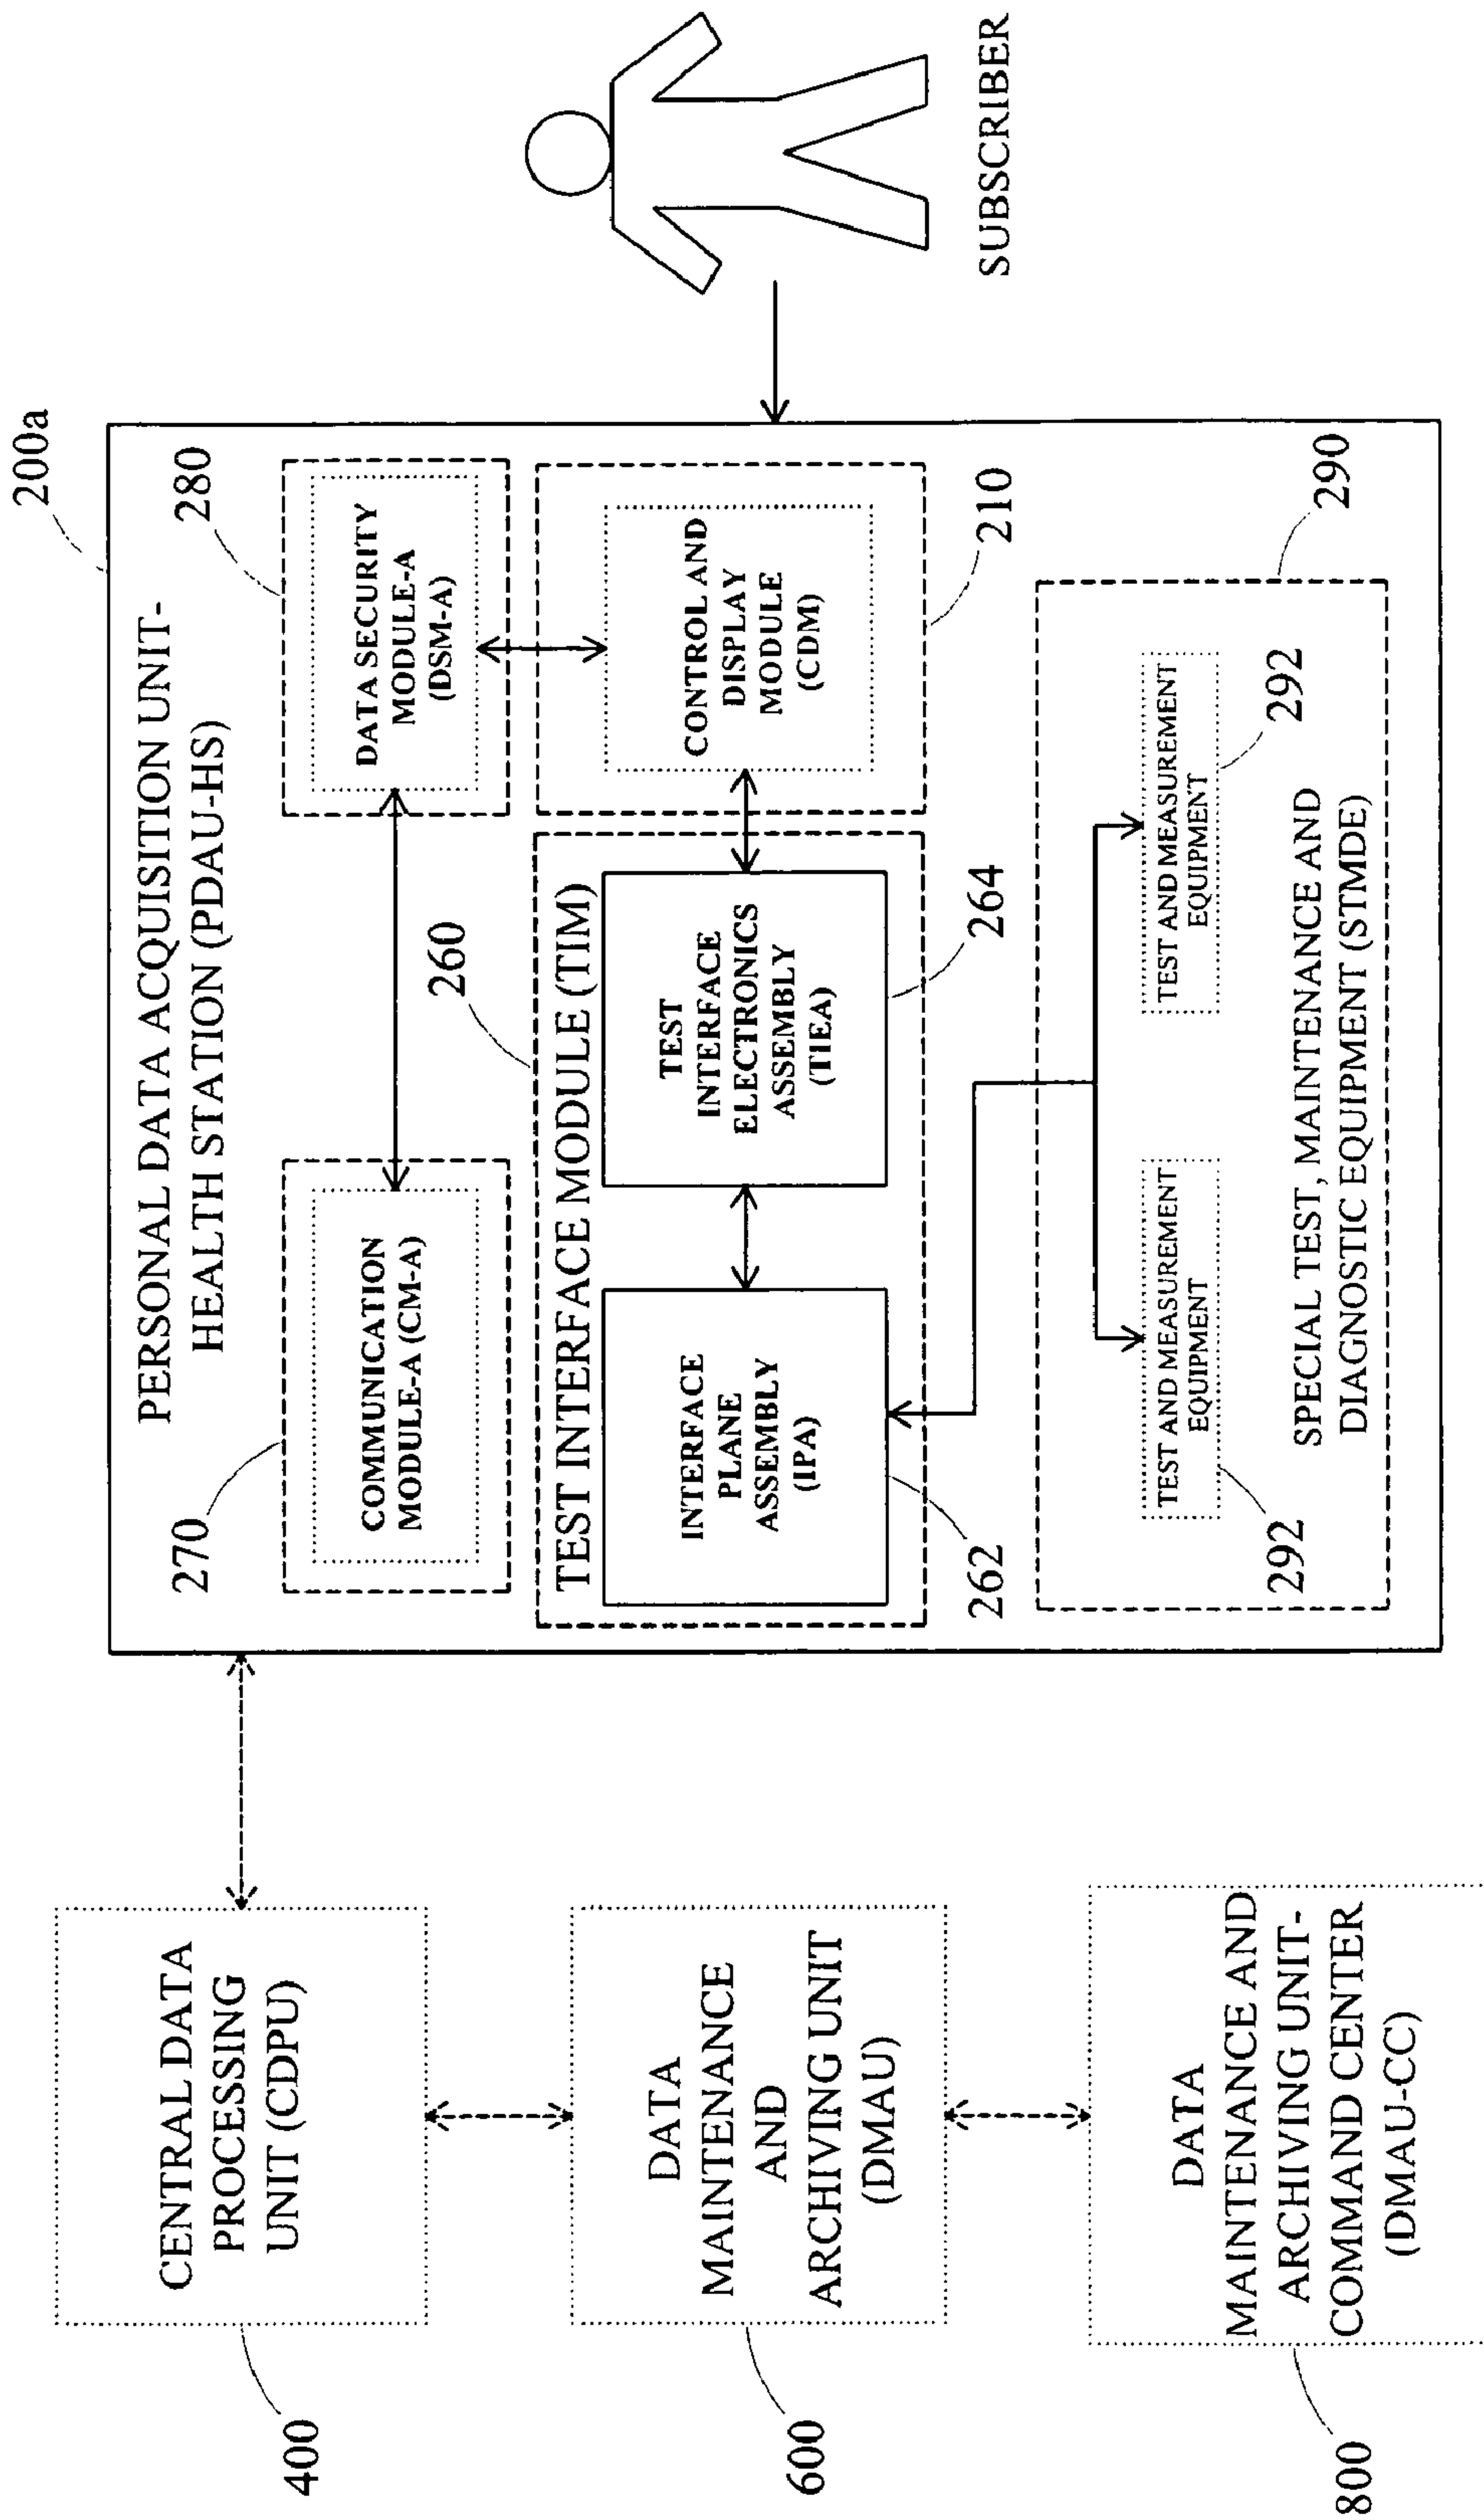 200a
PERSONAL DATA ACQUISITION UNIT-
HEALTH STATION (PDAU-HS)
270
COMMUNICATION
MODULE-A (CM-A)
280
DATA SECURITY
MODULE-A
(DSM-A)
260
TEST INTERFACE MODULE (TIM)
INTERFACE
PLANE
ASSEMBLY
(IPA)
262
TEST
INTERFACE
ELECTRONICS
ASSEMBLY
(TIEA)
264
CONTROL AND
DISPLAY
MODULE
(CDM)
210
TEST AND MEASUREMENT
EQUIPMENT
292
TEST AND MEASUREMENT
EQUIPMENT
292
SPECIAL TEST, MAINTENANCE AND
DIAGNOSTIC EQUIPMENT (STMDE)
290
SUBSCRIBER
CENTRAL DATA
PROCESSING
UNIT (CDPU)
400
DATA
MAINTENANCE
AND
ARCHIVING UNIT
(DMAU)
600
DATA
MAINTENANCE AND
ARCHIVING UNIT-
COMMAND CENTER
(DMAU-CC)
800